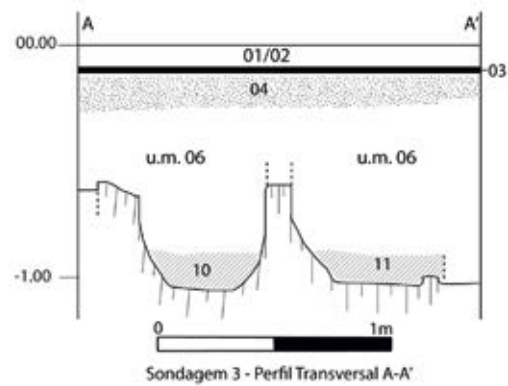 A A'
00.00
01/02
03
04
u.m. 06 u.m. 06
10 11
-1.00
0 1m
Sondagem 3 - Perfil Transversal A-A'